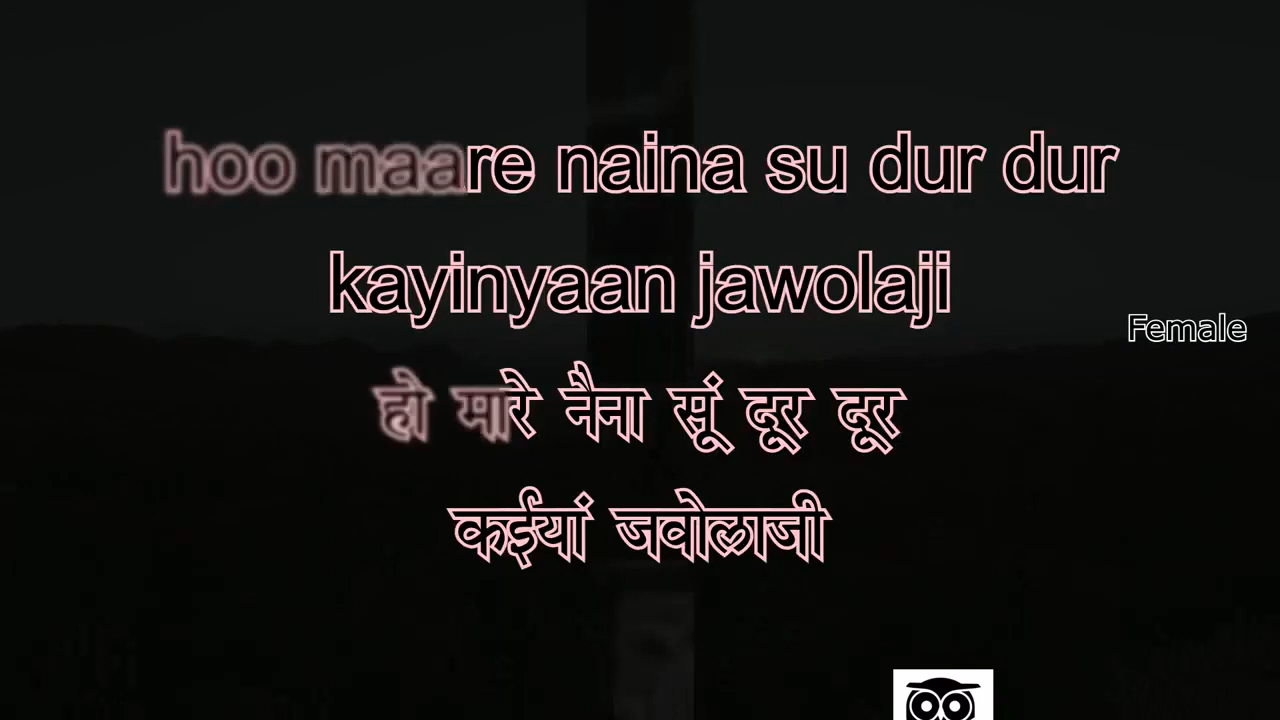 hoo maare naina su dur dur
kayinyaan jawolaji
Female
हो मारे नैना सूं दूर दूर
कईयां जवोलाजी